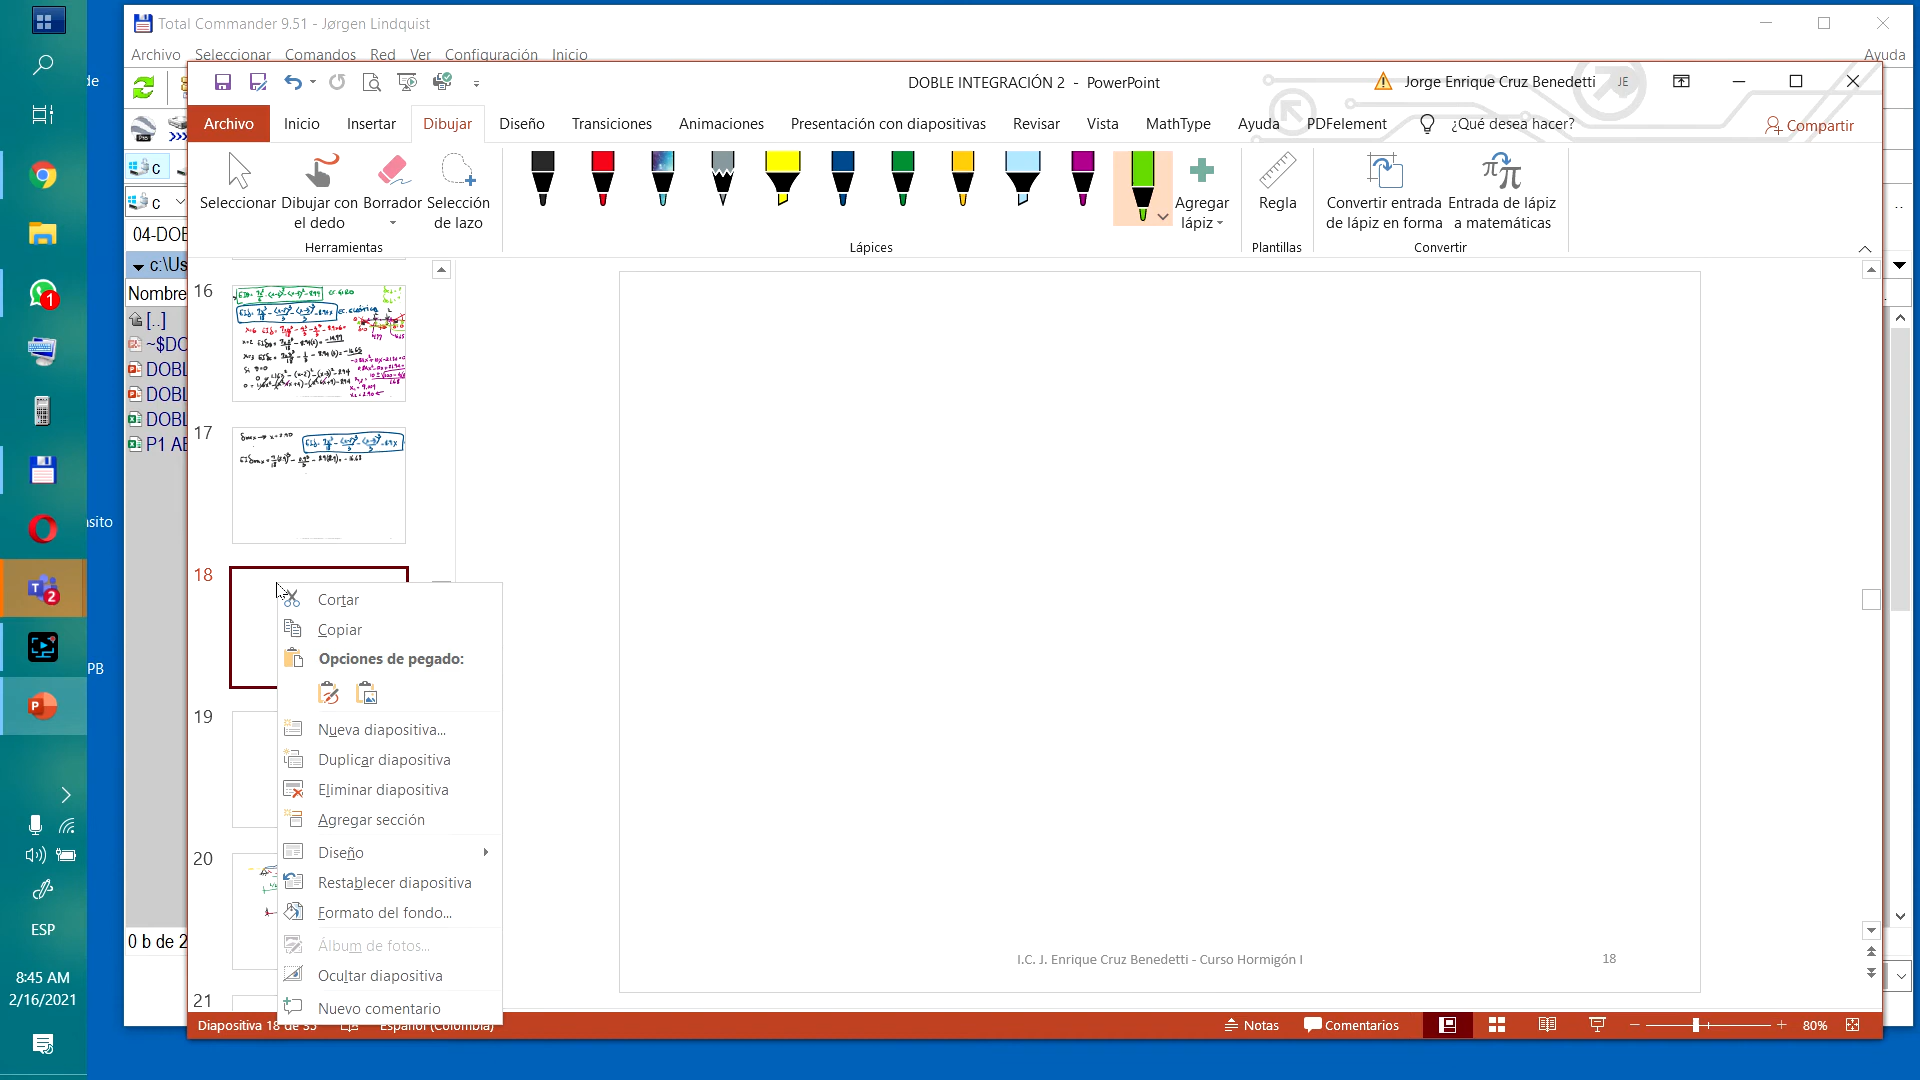 Total Commander 9.51 - Jørgen Lindquist
Archivo Seleccionar Comandos Red Ver Configuración Inicio
Ayuda
de
DOBLE INTEGRACIÓN 2 - PowerPoint
Jorge Enrique Cruz Benedetti JE
Archivo Inicio Insertar Dibujar Diseño Transiciones Animaciones Presentación con diapositivas Revisar Vista MathType Ayuda PDFelement ¿Qué desea hacer? Compartir
Seleccionar
Dibujar con el dedo
Borrador
Selección de lazo
Herramientas
Lápices
Agregar lápiz
Regla
Plantillas
Convertir entrada de lápiz en forma
Entrada de lápiz a matemáticas
Convertir
c
c
04-DOE
c:\Us
Nombre
[..]
~$DO
DOBL
DOBL
DOBL
P1 AE
0 b de 2
asito
PB
16
17
18
19
20
21
Cortar
Copiar
Opciones de pegado:
Nueva diapositiva...
Duplicar diapositiva
Eliminar diapositiva
Agregar sección
Diseño
Restablecer diapositiva
Formato del fondo...
Álbum de fotos...
Ocultar diapositiva
Nuevo comentario
I.C. J. Enrique Cruz Benedetti - Curso Hormigón I
18
Diapositiva 18 de 35 Español (Colombia)
Notas Comentarios 80%
1
2
ESP
8:45 AM
2/16/2021